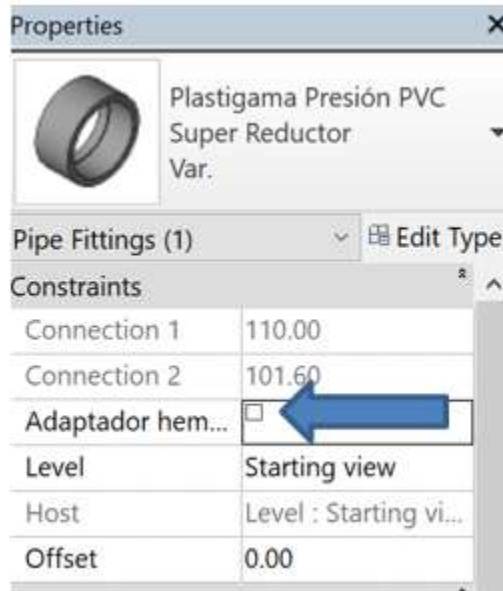 Properties
Plastigama Presión PVC
Super Reductor
Var.
Pipe Fittings (1)
Edit Type
Constraints
Connection 1 110.00
Connection 2 101.60
Adaptador hem...
Level Starting view
Host Level : Starting vi...
Offset 0.00